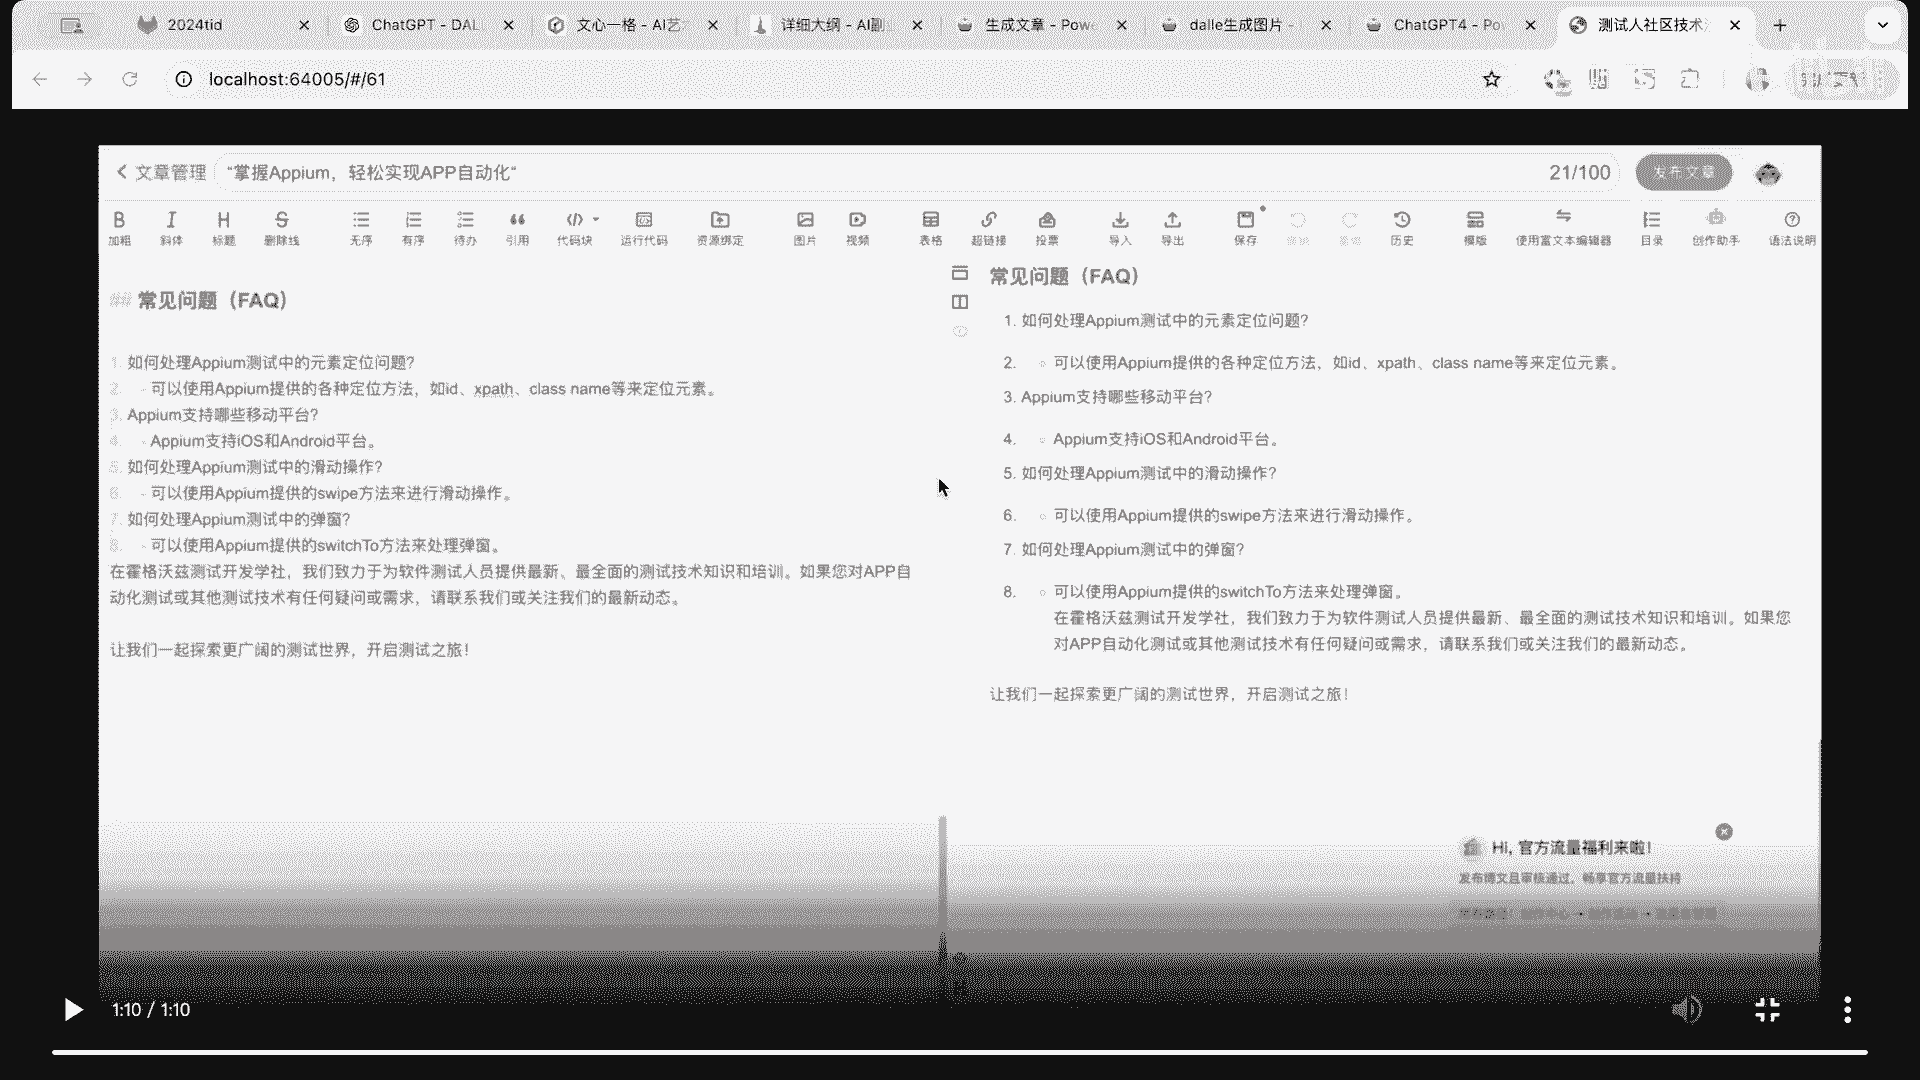 2024tid
ChatGPT - DAL
文心一格 - AI艺
详细大纲 - AI副
生成文章 - Powe
dalle生成图片 -
ChatGPT4 - Po
测试人社区技术
localhost:64005/#/61
文章管理
“掌握Appium，轻松实现APP自动化“
21/100
发布文章
B I H S
加粗 斜体 标题 删除线 无序 有序 待办 引用 代码块 运行代码 资源绑定 图片 视频 表格 超链接 投票 导入 导出 保存 历史 模版 使用富文本编辑器 目录 创作助手 语法说明
## 常见问题（FAQ）
1. 如何处理Appium测试中的元素定位问题?
2. - 可以使用Appium提供的各种定位方法，如id、xpath、class name等来定位元素。
3. Appium支持哪些移动平台?
4. - Appium支持iOS和Android平台。
5. 如何处理Appium测试中的滑动操作?
6. - 可以使用Appium提供的swipe方法来进行滑动操作。
7. 如何处理Appium测试中的弹窗?
8. - 可以使用Appium提供的switchTo方法来处理弹窗。
在霍格沃兹测试开发学社，我们致力于为软件测试人员提供最新、最全面的测试技术知识和培训。如果您对APP自
动化测试或其他测试技术有任何疑问或需求，请联系我们或关注我们的最新动态。
让我们一起探索更广阔的测试世界，开启测试之旅！
常见问题（FAQ）
1. 如何处理Appium测试中的元素定位问题?
2. ○ 可以使用Appium提供的各种定位方法，如id、xpath、class name等来定位元素。
3. Appium支持哪些移动平台?
4. ○ Appium支持iOS和Android平台。
5. 如何处理Appium测试中的滑动操作?
6. ○ 可以使用Appium提供的swipe方法来进行滑动操作。
7. 如何处理Appium测试中的弹窗?
8. ○ 可以使用Appium提供的switchTo方法来处理弹窗。
在霍格沃兹测试开发学社，我们致力于为软件测试人员提供最新、最全面的测试技术知识和培训。如果您
对APP自动化测试或其他测试技术有任何疑问或需求，请联系我们或关注我们的最新动态。
让我们一起探索更广阔的测试世界，开启测试之旅！
Hi, 官方流量福利来啦！
发布博文且审核通过，畅享官方流量扶持
1:10 / 1:10